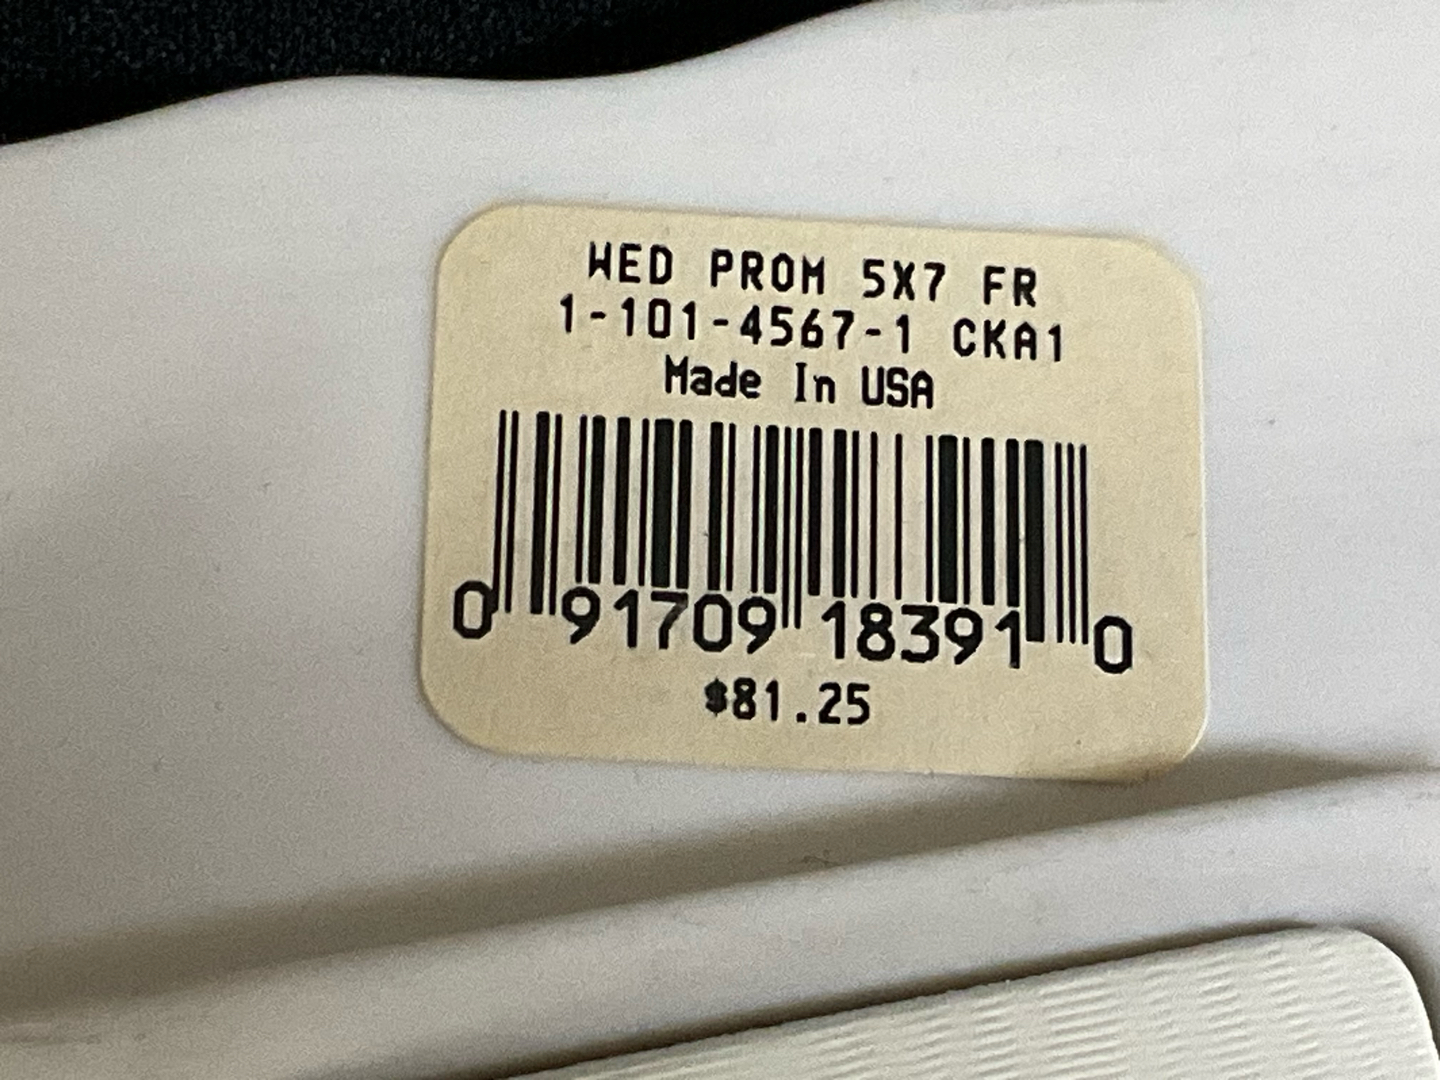 WED PROM 5X7 FR
1-101-4567-1 CKA1
Made In USA
0 91709 18391 0
$81.25